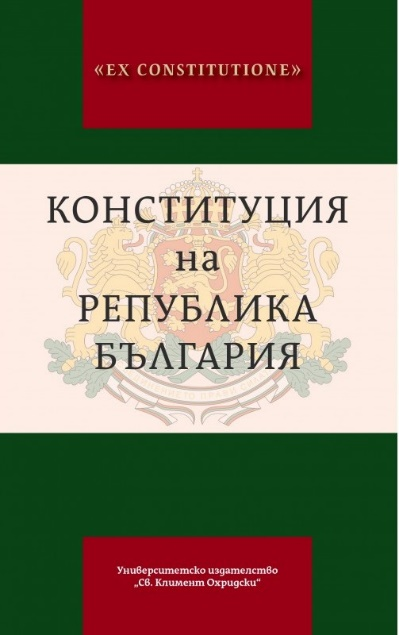 «EX CONSTITUTIONE»
КОНСТИТУЦИЯ
на
РЕПУБЛИКА
БЪЛГАРИЯ
Университетско издателство
„Св. Климент Охридски“